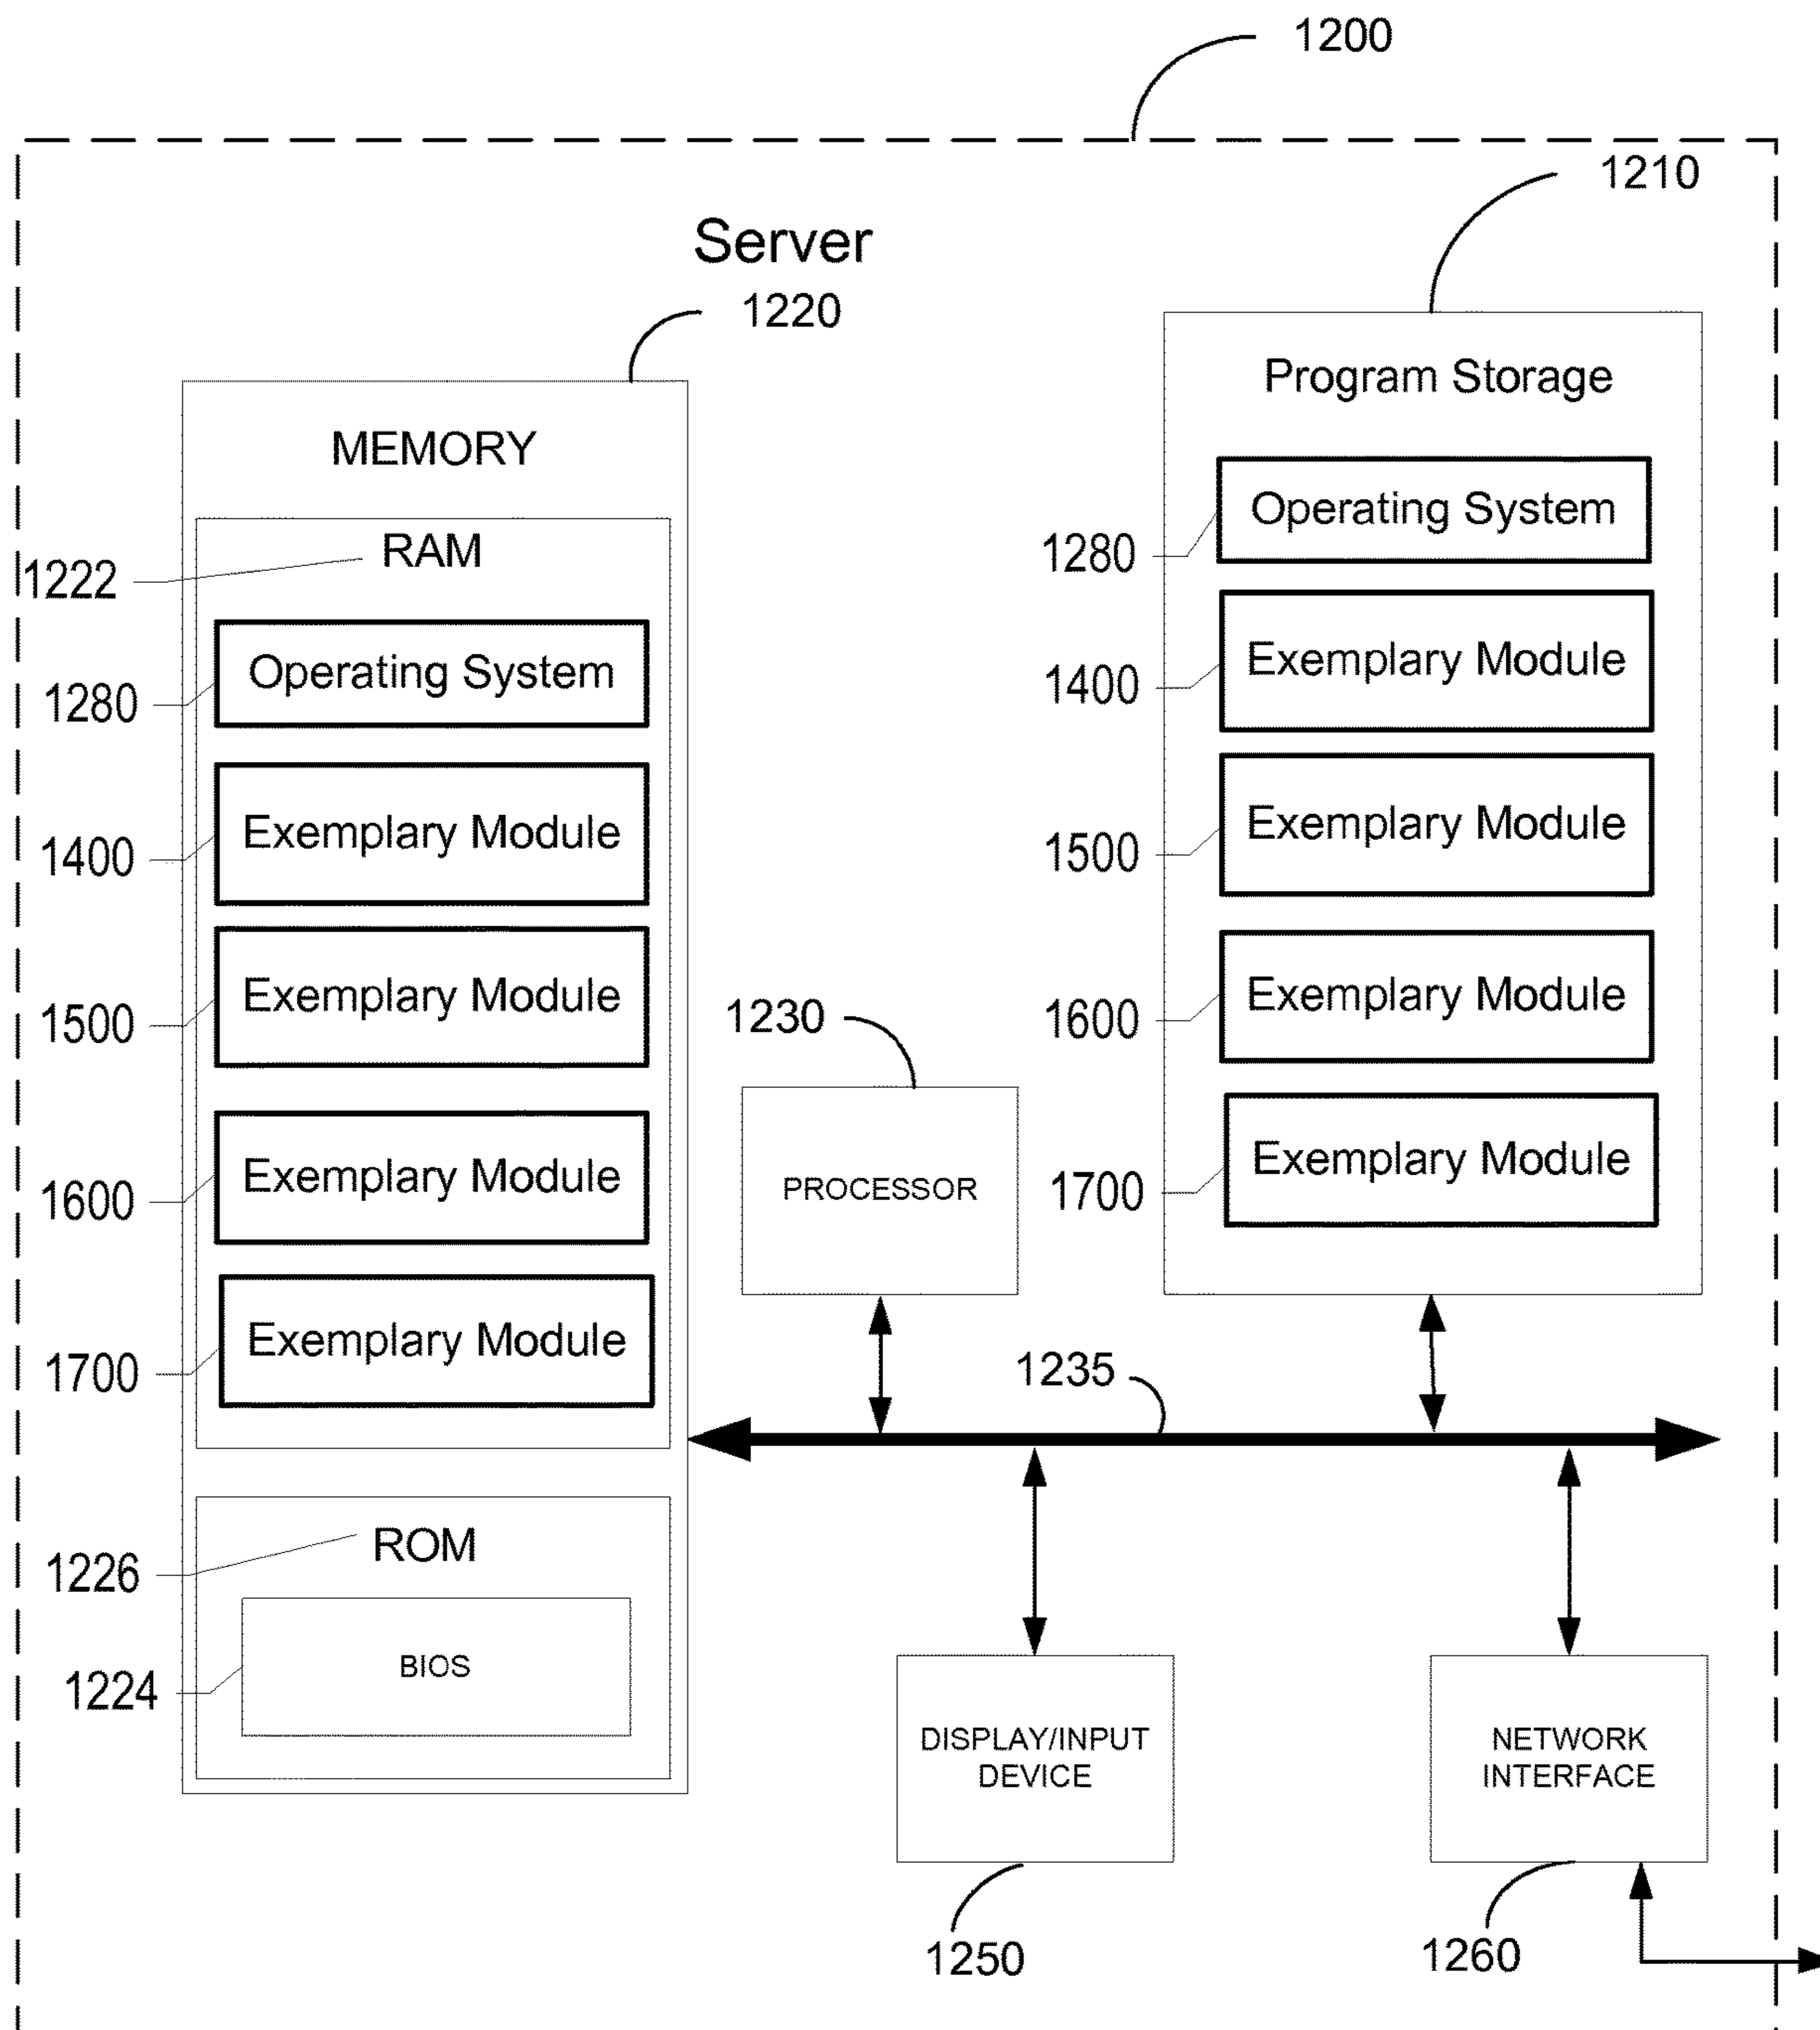 1200
1210
Server
1220
Program Storage
MEMORY
Operating System
1280
RAM
1222
Exemplary Module
1400
Operating System
1280
Exemplary Module
1500
Exemplary Module
1400
Exemplary Module
1600
Exemplary Module
1500
1230
Exemplary Module
1700
Exemplary Module
1600
PROCESSOR
Exemplary Module
1700
1235
ROM
1226
BIOS
1224
DISPLAY/INPUT
DEVICE
NETWORK
INTERFACE
1250
1260